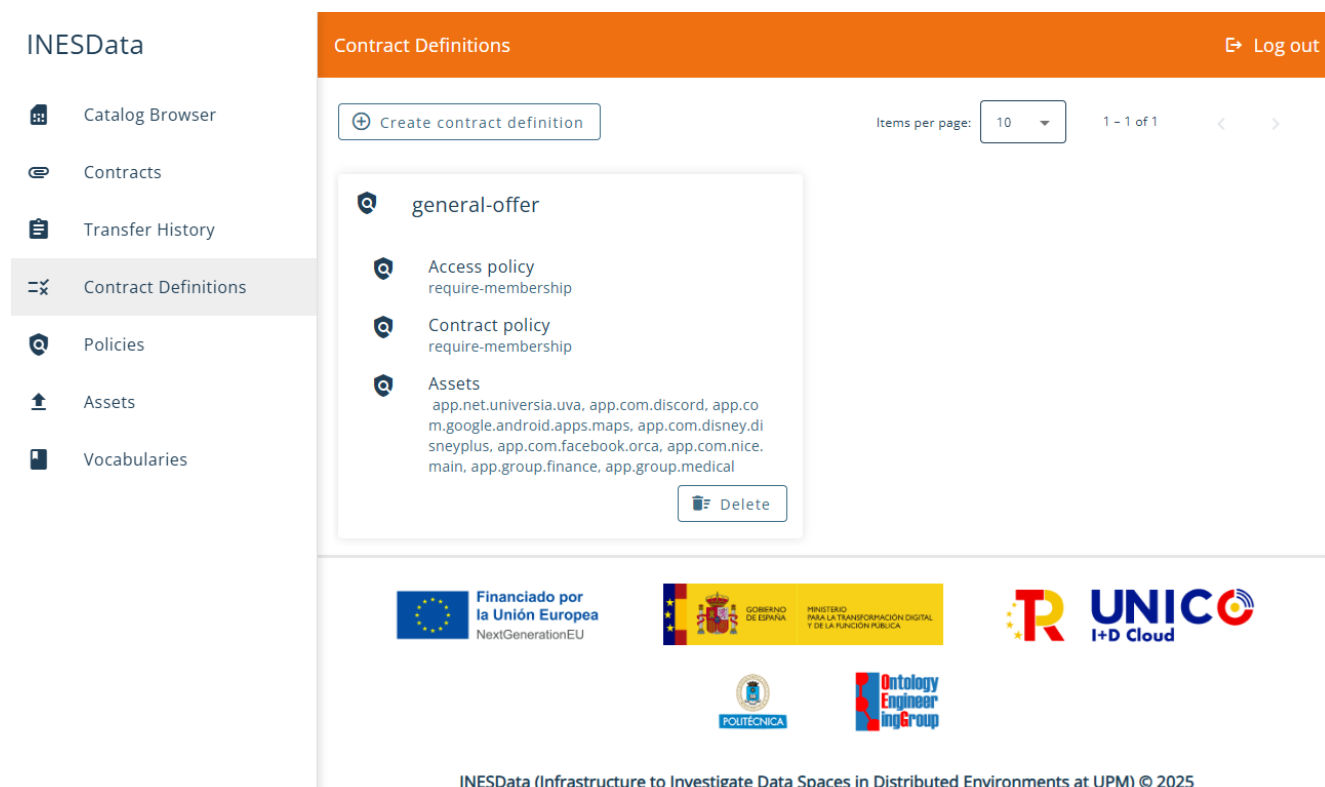 INESData
Contract Definitions
Log out
Catalog Browser
Contracts
Transfer History
Contract Definitions
Policies
Assets
Vocabularies
Create contract definition
Items per page:
10
1 – 1 of 1
general-offer
Access policy
require-membership
Contract policy
require-membership
Assets
app.net.universia.uva, app.com.discord, app.co
m.google.android.apps.maps, app.com.disney.di
sneyplus, app.com.facebook.orca, app.com.nice.
main, app.group.finance, app.group.medical
Delete
Financiado por
la Unión Europea
NextGenerationEU
GOBIERNO
DE ESPAÑA
MINISTERIO
PARA LA TRANSFORMACIÓN DIGITAL
Y DE LA FUNCIÓN PÚBLICA
TR
UNICO
I+D Cloud
POLITÉCNICA
Ontology
Engineer
ingGroup
INESData (Infrastructure to Investigate Data Spaces in Distributed Environments at UPM) © 2025